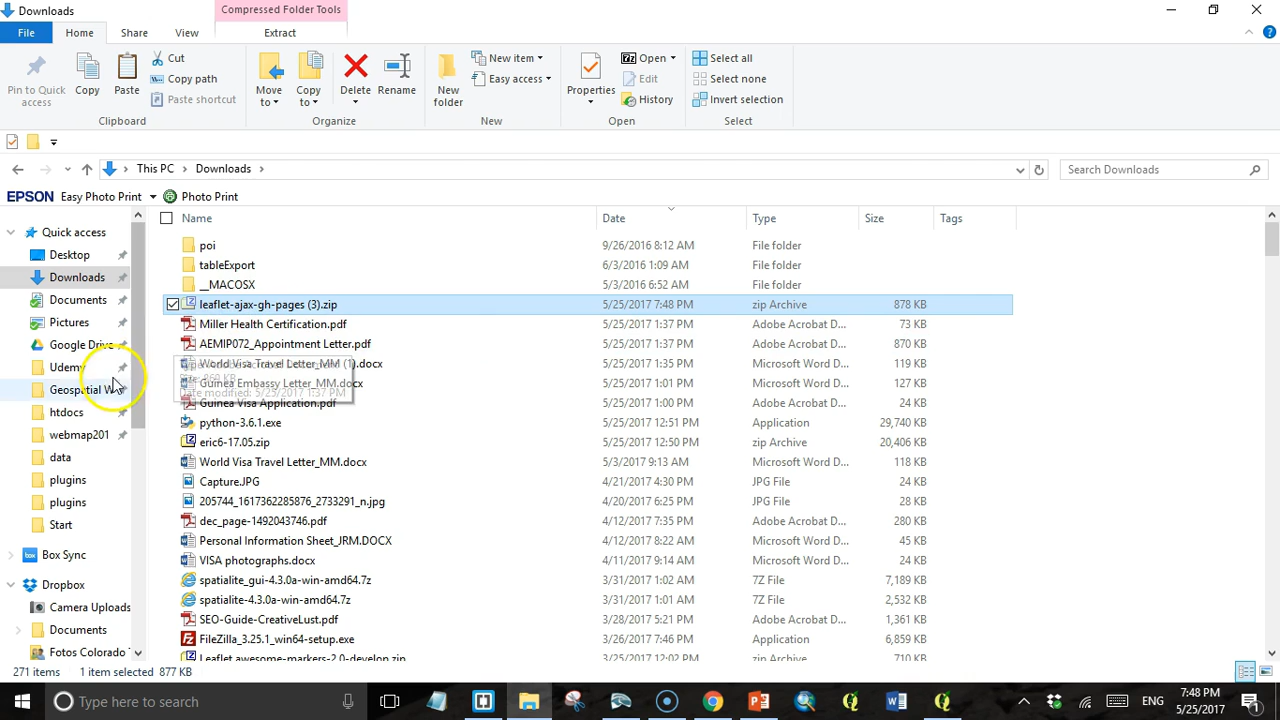 Downloads
Compressed Folder Tools
File Home Share View Extract
Pin to Quick access
Copy
Paste
Cut
Copy path
Paste shortcut
Clipboard
Move to
Copy to
Delete
Rename
Organize
New folder
New item
Easy access
New
Properties
Open
Edit
History
Open
Select all
Select none
Invert selection
Select
This PC Downloads
Search Downloads
EPSON Easy Photo Print Photo Print
Name Date Type Size Tags
Quick access
Desktop
Downloads
Documents
Pictures
Google Drive
Udemy
Geospatial W
htdocs
webmap201
data
plugins
plugins
Start
Box Sync
Dropbox
Camera Uploads
Documents
Fotos Colorado
poi 9/26/2016 8:12 AM File folder
tableExport 6/3/2016 1:09 AM File folder
__MACOSX 5/3/2016 6:52 AM File folder
leaflet-ajax-gh-pages (3).zip 5/25/2017 7:48 PM zip Archive 878 KB
Miller Health Certification.pdf 5/25/2017 1:37 PM Adobe Acrobat D... 73 KB
AEMIP072_Appointment Letter.pdf 5/25/2017 1:37 PM Adobe Acrobat D... 870 KB
World Visa Travel Letter_MM (1).docx 5/25/2017 1:35 PM Microsoft Word D... 119 KB
Guinea Embassy Letter_MM.docx 5/25/2017 1:33 PM Microsoft Word D... 127 KB
Date modified: 5/25/2017 1:37 PM
Guinea Visa Application.pdf 5/25/2017 1:00 PM Adobe Acrobat D... 24 KB
python-3.6.1.exe 5/25/2017 12:51 PM Application 29,740 KB
eric6-17.05.zip 5/25/2017 12:50 PM zip Archive 20,406 KB
World Visa Travel Letter_MM.docx 5/3/2017 9:13 AM Microsoft Word D... 118 KB
Capture.JPG 4/21/2017 4:30 PM JPG File 24 KB
205744_1617362285876_2733291_n.jpg 4/20/2017 6:25 PM JPG File 28 KB
dec_page-1492043746.pdf 4/12/2017 7:35 PM Adobe Acrobat D... 280 KB
Personal Information Sheet_JRM.DOCX 4/12/2017 8:22 AM Microsoft Word D... 45 KB
VISA photographs.docx 4/11/2017 9:14 AM Microsoft Word D... 118 KB
spatialite_gui-4.3.0a-win-amd64.7z 3/31/2017 1:02 AM 7Z File 7,189 KB
spatialite-4.3.0a-win-amd64.7z 3/31/2017 1:01 AM 7Z File 2,532 KB
SEO-Guide-CreativeLust.pdf 3/28/2017 5:21 PM Adobe Acrobat D... 1,361 KB
FileZilla_3.25.1_win64-setup.exe 3/26/2017 7:46 PM Application 6,859 KB
Leaflet.awesome-markers-2.0-develop.zip 3/25/2017 12:02 PM zip Archive 710 KB
271 items 1 item selected 877 KB
Type here to search
ENG
7:48 PM
5/25/2017